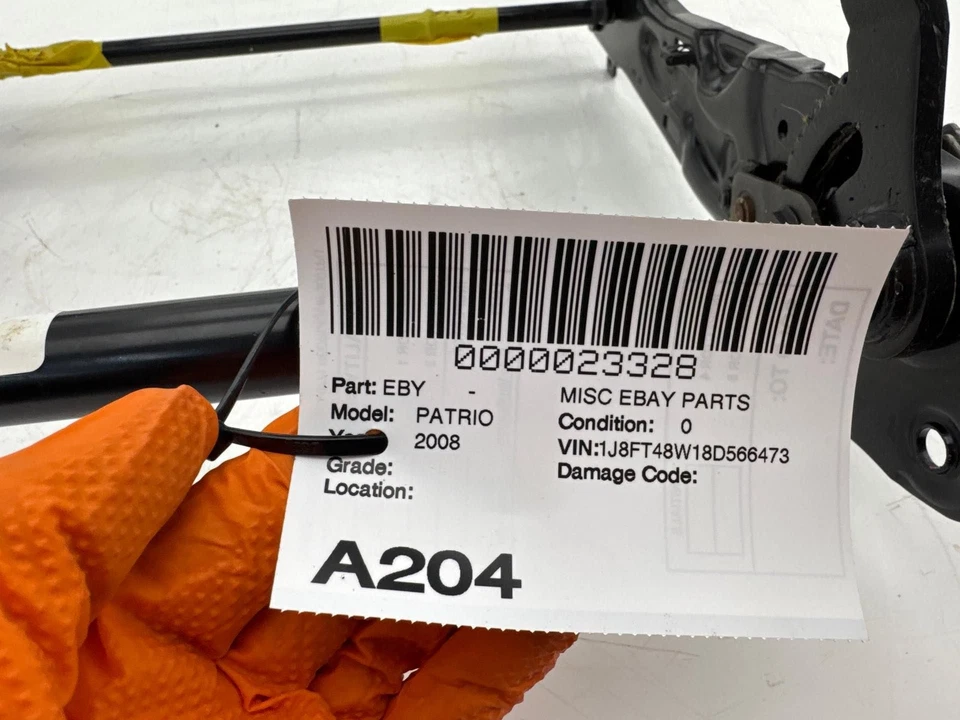 0000023328
Part: EBY - MISC EBAY PARTS
Model: PATRIO Condition: 0
2008 VIN:1J8FT48W18D566473
Grade: Damage Code:
Location:
A204